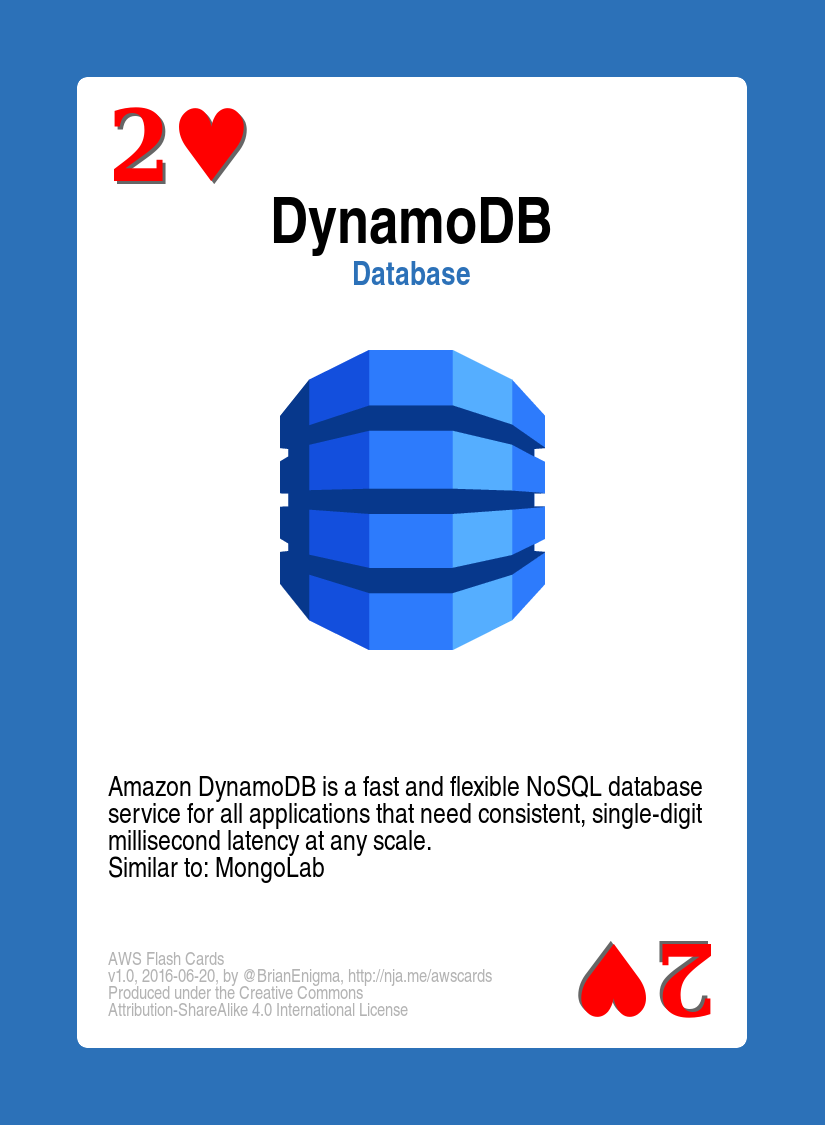 2♥
DynamoDB
Database
Amazon DynamoDB is a fast and flexible NoSQL database
service for all applications that need consistent, single-digit
millisecond latency at any scale.
Similar to: MongoLab
AWS Flash Cards
v1.0, 2016-06-20, by @BrianEnigma, http://nja.me/awscards
Produced under the Creative Commons
Attribution-ShareAlike 4.0 International License
2♥